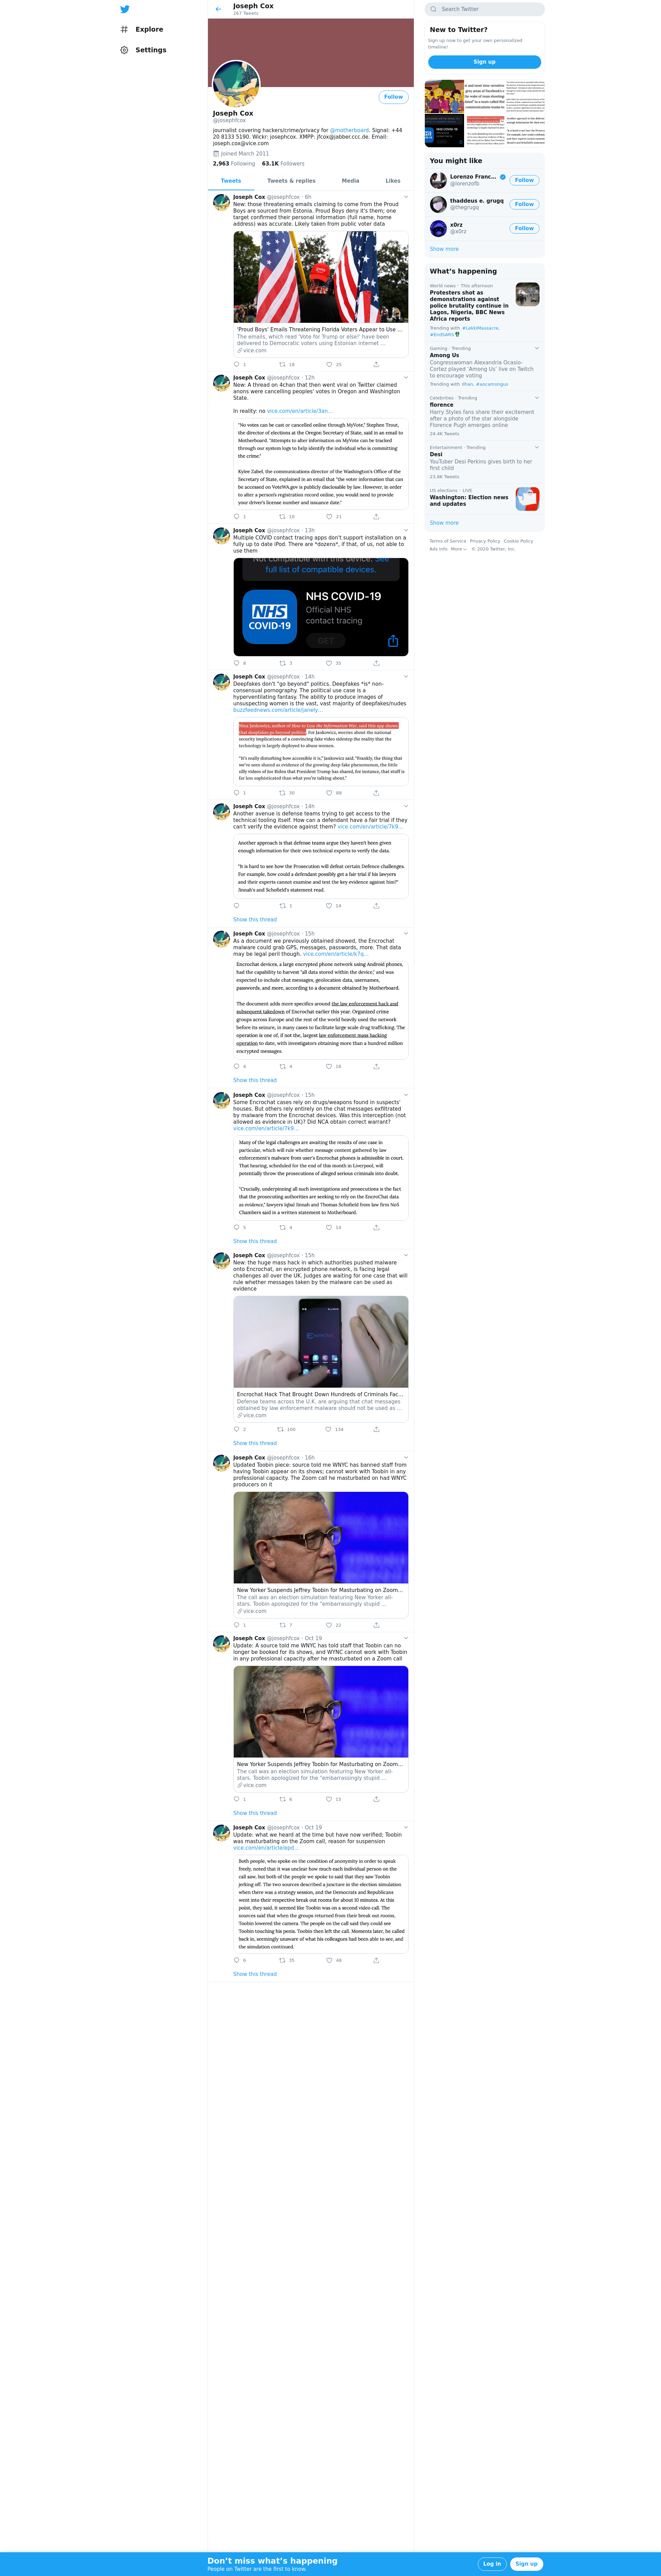 Explore
Settings
Joseph Cox
267 Tweets
Follow
Joseph Cox
@josephfcox
journalist covering hackers/crime/privacy for @motherboard. Signal: +44
20 8133 5190. Wickr: josephcox. XMPP: jfcox@jabber.ccc.de. Email:
joseph.cox@vice.com
Joined March 2011
2,963 Following 63.1K Followers
Tweets Tweets & replies Media Likes
Joseph Cox @josephfcox · 6h
New: those threatening emails claiming to come from the Proud
Boys are sourced from Estonia. Proud Boys deny it's them; one
target confirmed their personal information (full name, home
address) was accurate. Likely taken from public voter data
'Proud Boys' Emails Threatening Florida Voters Appear to Use ...
The emails, which read 'Vote for Trump or else!' have been
delivered to Democratic voters using Estonian internet ...
vice.com
1 18 25
Joseph Cox @josephfcox · 12h
New: A thread on 4chan that then went viral on Twitter claimed
anons were cancelling peoples' votes in Oregon and Washington
State.
In reality: no vice.com/en/article/3an...
"No votes can be cast or cancelled online through MyVote," Stephen Trout,
the director of elections at the Oregon Secretary of State, said in an email to
Motherboard. "Attempts to alter information on MyVote can be tracked
through our system logs to help identify the individual who is committing
the crime."
Kylee Zabel, the communications director of the Washington's Office of the
Secretary of State, explained in an email that "the voter information that can
be accessed on VoteWA.gov is publicly disclosable by law. However, in order
to alter a person's registration record online, you would need to provide
your driver's license number and issuance date."
1 10 21
Joseph Cox @josephfcox · 13h
Multiple COVID contact tracing apps don't support installation on a
fully up to date iPod. There are *dozens*, if that, of us, not able to
use them
not compatible with this device. See
full list of compatible devices.
NHS
COVID-19
NHS COVID-19
Official NHS
contact tracing
GET
6 3 35
Joseph Cox @josephfcox · 14h
Deepfakes don't "go beyond" politics. Deepfakes *is* non-
consensual pornography. The political use case is a
hyperventilating fantasy. The ability to produce images of
unsuspecting women is the vast, vast majority of deepfakes/nudes
buzzfeednews.com/article/janely...
Nina Jankowicz, author of How to Lose the Information War, said this app shows
that deepfakes go beyond politics. For Jankowicz, worries about the national
security implications of a convincing fake video sidestep the reality that the
technology is largely deployed to abuse women.
"It's really disturbing how accessible it is," Jankowicz said. "Frankly, the thing that
we've seen shared as evidence of the growing deep fake phenomenon, the little
silly videos of Joe Biden that President Trump has shared, for instance, that stuff is
far less sophisticated than what you're talking about."
1 30 88
Joseph Cox @josephfcox · 14h
Another avenue is defense teams trying to get access to the
technical tooling itself. How can a defendant have a fair trial if they
can't verify the evidence against them? vice.com/en/article/7k9...
Another approach is that defense teams argue they haven't been given
enough information for their own technical experts to verify the data.
"It is hard to see how the Prosecution will defeat certain Defence challenges.
For example, how could a defendant possibly get a fair trial if his lawyers
and their experts cannot examine and test the key evidence against him?"
Jinnah's and Schofield's statement read.
1 14
Show this thread
Joseph Cox @josephfcox · 15h
As a document we previously obtained showed, the Encrochat
malware could grab GPS, messages, passwords, more. That data
may be legal peril though. vice.com/en/article/k7q...
Encrochat devices, a large encrypted phone network using Android phones,
had the capability to harvest "all data stored within the device," and was
expected to include chat messages, geolocation data, usernames,
passwords, and more, according to a document obtained by Motherboard.
The document adds more specifics around the law enforcement hack and
subsequent takedown of Encrochat earlier this year. Organized crime
groups across Europe and the rest of the world heavily used the network
before its seizure, in many cases to facilitate large scale drug trafficking. The
operation is one of, if not the, largest law enforcement mass hacking
operation to date, with investigators obtaining more than a hundred million
encrypted messages.
4 4 16
Show this thread
Joseph Cox @josephfcox · 15h
Some Encrochat cases rely on drugs/weapons found in suspects'
houses. But others rely entirely on the chat messages exfiltrated
by malware from the Encrochat devices. Was this interception (not
allowed as evidence in UK)? Did NCA obtain correct warrant?
vice.com/en/article/7k9...
Many of the legal challenges are awaiting the results of one case in
particular, which will rule whether message content gathered by law
enforcement's malware from user's Encrochat phones is admissible in court.
That hearing, scheduled for the end of this month in Liverpool, will
potentially throw the prosecutions of alleged serious criminals into doubt.
"Crucially, underpinning all such investigations and prosecutions is the fact
that the prosecuting authorities are seeking to rely on the EncroChat data
as evidence," lawyers Iqbal Jinnah and Thomas Schofield from law firm No5
Chambers said in a written statement to Motherboard.
5 4 14
Show this thread
Joseph Cox @josephfcox · 15h
New: the huge mass hack in which authorities pushed malware
onto Encrochat, an encrypted phone network, is facing legal
challenges all over the UK. Judges are waiting for one case that will
rule whether messages taken by the malware can be used as
evidence
Encrochat Hack That Brought Down Hundreds of Criminals Fac...
Defense teams across the U.K. are arguing that chat messages
obtained by law enforcement malware should not be used as ...
vice.com
2 100 134
Show this thread
Joseph Cox @josephfcox · 16h
Updated Toobin piece: source told me WNYC has banned staff from
having Toobin appear on its shows; cannot work with Toobin in any
professional capacity. The Zoom call he masturbated on had WNYC
producers on it
New Yorker Suspends Jeffrey Toobin for Masturbating on Zoom...
The call was an election simulation featuring New Yorker all-
stars. Toobin apologized for the "embarrassingly stupid ...
vice.com
1 7 22
Joseph Cox @josephfcox · Oct 19
Update: A source told me WNYC has told staff that Toobin can no
longer be booked for its shows, and WYNC cannot work with Toobin
in any professional capacity after he masturbated on a Zoom call
New Yorker Suspends Jeffrey Toobin for Masturbating on Zoom...
The call was an election simulation featuring New Yorker all-
stars. Toobin apologized for the "embarrassingly stupid ...
vice.com
1 6 13
Show this thread
Joseph Cox @josephfcox · Oct 19
Update: what we heard at the time but have now verified; Toobin
was masturbating on the Zoom call, reason for suspension
vice.com/en/article/epd...
Both people, who spoke on the condition of anonymity in order to speak
freely, noted that it was unclear how much each individual person on the
call saw, but both of the people we spoke to said that they saw Toobin
jerking off. The two sources described a juncture in the election simulation
when there was a strategy session, and the Democrats and Republicans
went into their respective break out rooms for about 10 minutes. At this
point, they said, it seemed like Toobin was on a second video call. The
sources said that when the groups returned from their break out rooms,
Toobin lowered the camera. The people on the call said they could see
Toobin touching his penis. Toobin then left the call. Moments later, he called
back in, seemingly unaware of what his colleagues had been able to see, and
the simulation continued.
6 35 46
Show this thread
Search Twitter
New to Twitter?
Sign up now to get your own personalized
timeline!
Sign up
You might like
Lorenzo Franc...
@lorenzofb
Follow
thaddeus e. grugq
@thegrugq
Follow
x0rz
@x0rz
Follow
Show more
What's happening
World news · This afternoon
Protesters shot as
demonstrations against
police brutality continue in
Lagos, Nigeria, BBC News
Africa reports
Trending with #LekkiMassacre,
#EndSARS
Gaming · Trending
Among Us
Congresswoman Alexandria Ocasio-
Cortez played 'Among Us' live on Twitch
to encourage voting
Trending with Ilhan, #aocamongus
Celebrities · Trending
florence
Harry Styles fans share their excitement
after a photo of the star alongside
Florence Pugh emerges online
24.4K Tweets
Entertainment · Trending
Desi
YouTuber Desi Perkins gives birth to her
first child
23.8K Tweets
US elections · LIVE
Washington: Election news
and updates
Show more
Terms of Service Privacy Policy Cookie Policy
Ads info More © 2020 Twitter, Inc.
Don't miss what's happening
People on Twitter are the first to know.
Log in Sign up